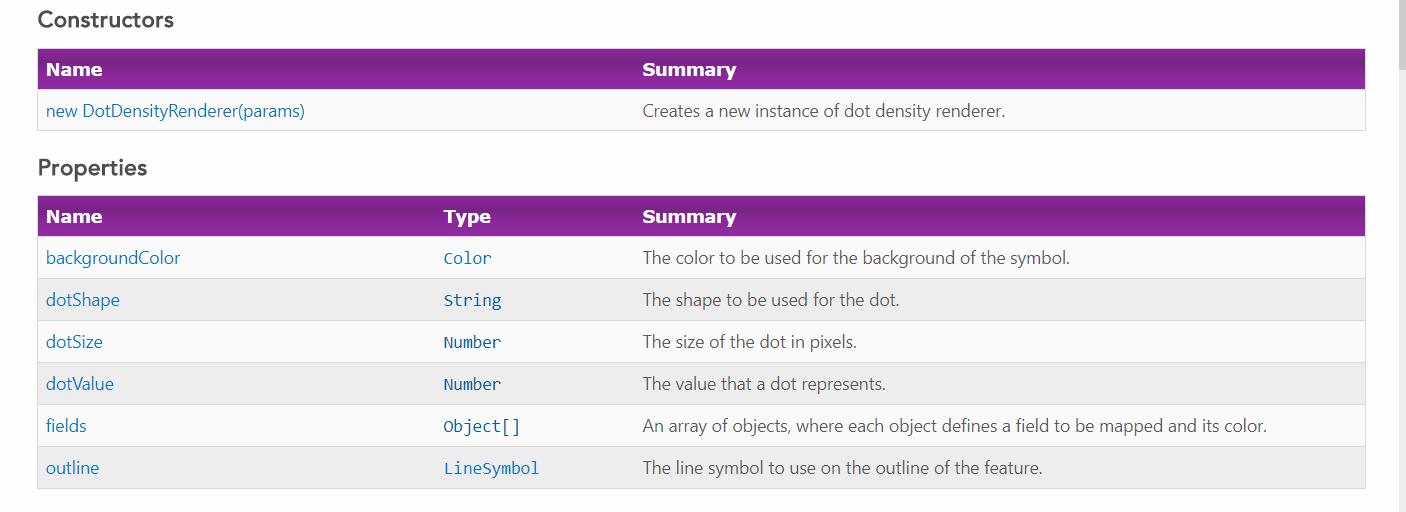 Constructors
Name Summary
new DotDensityRenderer(params) Creates a new instance of dot density renderer.
Properties
Name Type Summary
backgroundColor Color The color to be used for the background of the symbol.
dotShape String The shape to be used for the dot.
dotSize Number The size of the dot in pixels.
dotValue Number The value that a dot represents.
fields Object[] An array of objects, where each object defines a field to be mapped and its color.
outline LineSymbol The line symbol to use on the outline of the feature.